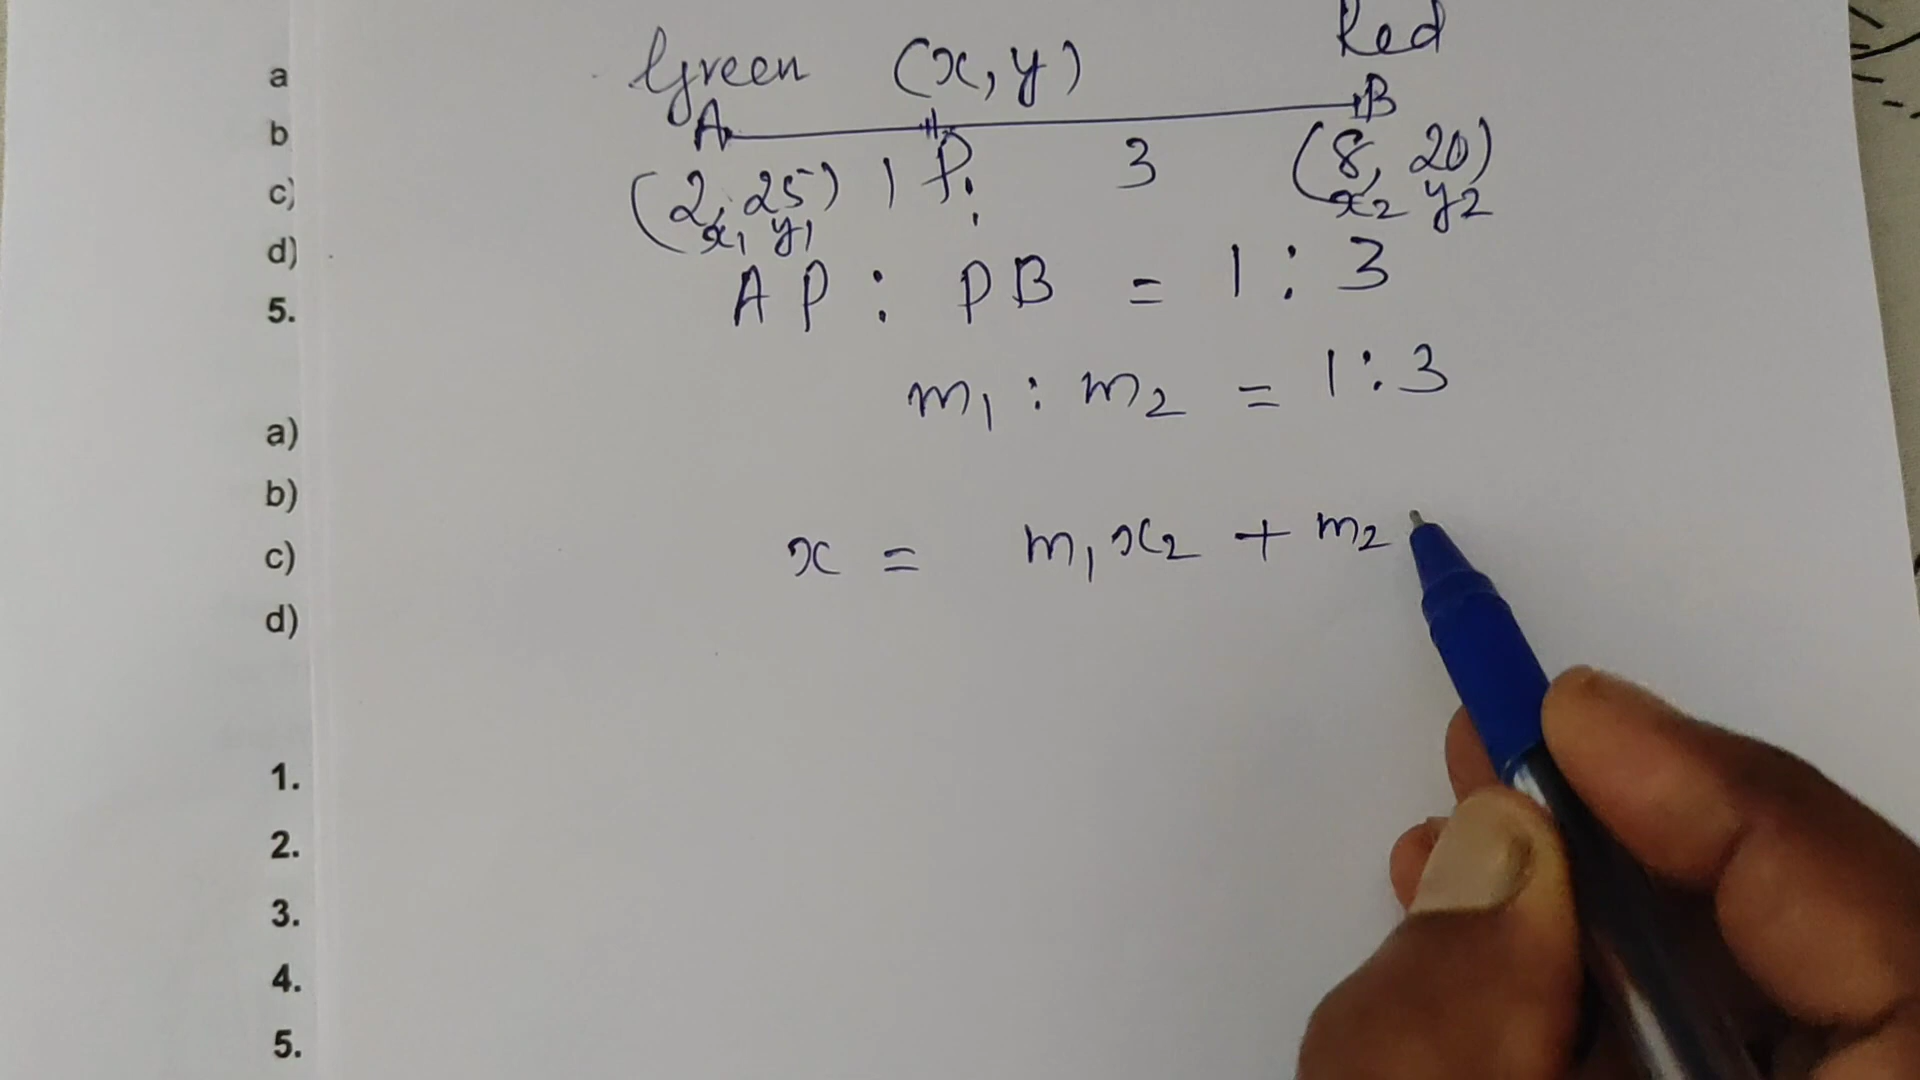 Red
Green (x, y)
A B
(2, 25) 1 P 3 (8, 20)
x1 y1 x2 y2
AP : PB = 1 : 3
m1 : m2 = 1 : 3
x = m1x2 + m2
a
b
c)
d)
5.
a)
b)
c)
d)
1.
2.
3.
4.
5.